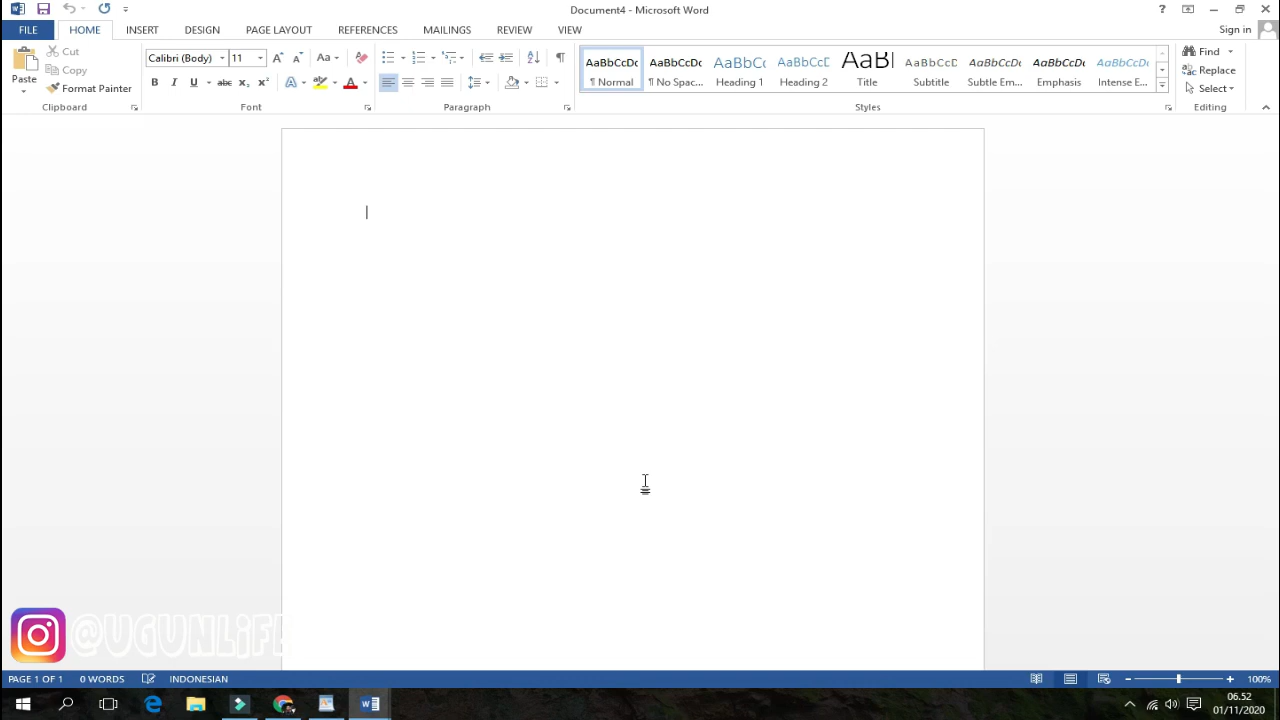 Document4 - Microsoft Word
FILE HOME INSERT DESIGN PAGE LAYOUT REFERENCES MAILINGS REVIEW VIEW Sign in
Paste
Cut
Copy
Format Painter
Calibri (Body) 11
AaBbCcDc AaBbCcDc AaBbCc AaBbCcD AaB AaBbCcD AaBbCcDc AaBbCcDc AaBbCcDc
¶ Normal ¶ No Spac... Heading 1 Heading 2 Title Subtitle Subtle Em... Emphasis Intense E...
Find
Replace
Select
Clipboard Font Paragraph Styles Editing
@UGUNLiFE
PAGE 1 OF 1 0 WORDS INDONESIAN 100%
06.52
01/11/2020